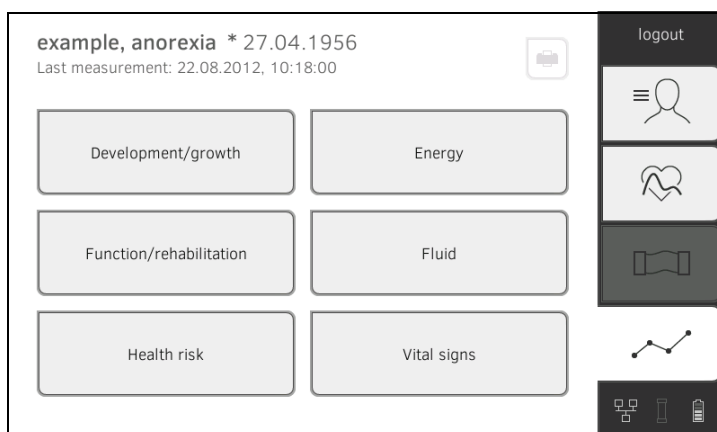 example, anorexia * 27.04.1956
Last measurement: 22.08.2012, 10:18:00
logout
Development/growth
Energy
Function/rehabilitation
Fluid
Health risk
Vital signs